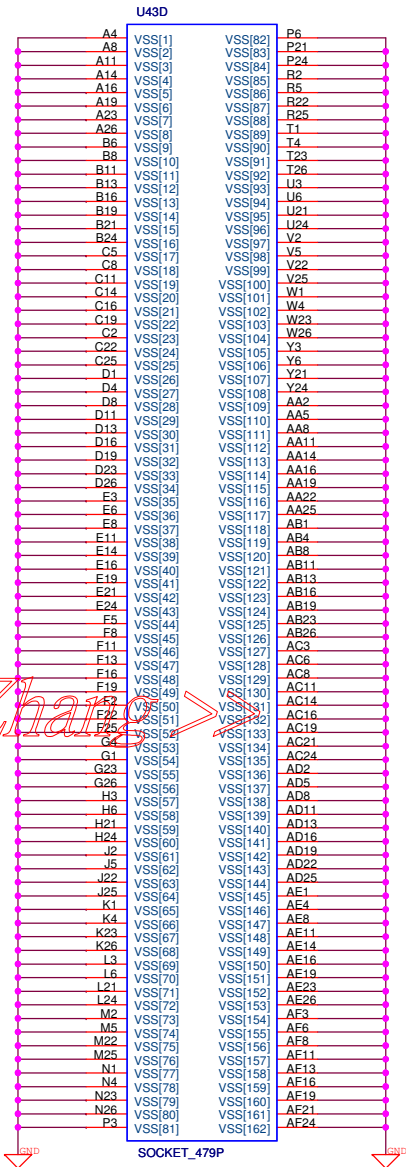 U43D
A4 VSS[1] VSS[82] P6
A8 VSS[2] VSS[83] P21
A11 VSS[3] VSS[84] P24
A14 VSS[4] VSS[85] R2
A16 VSS[5] VSS[86] R5
A19 VSS[6] VSS[87] R22
A23 VSS[7] VSS[88] R25
A26 VSS[8] VSS[89] T1
B6 VSS[9] VSS[90] T4
B8 VSS[10] VSS[91] T23
B11 VSS[11] VSS[92] T26
B13 VSS[12] VSS[93] U3
B16 VSS[13] VSS[94] U6
B19 VSS[14] VSS[95] U21
B21 VSS[15] VSS[96] U24
B24 VSS[16] VSS[97] V2
C5 VSS[17] VSS[98] V5
C8 VSS[18] VSS[99] V22
C11 VSS[19] VSS[100] V25
C14 VSS[20] VSS[101] W1
C16 VSS[21] VSS[102] W4
C19 VSS[22] VSS[103] W23
C2 VSS[23] VSS[104] W26
C22 VSS[24] VSS[105] Y3
C25 VSS[25] VSS[106] Y6
D1 VSS[26] VSS[107] Y21
D4 VSS[27] VSS[108] Y24
D8 VSS[28] VSS[109] AA2
D11 VSS[29] VSS[110] AA5
D13 VSS[30] VSS[111] AA8
D16 VSS[31] VSS[112] AA11
D19 VSS[32] VSS[113] AA14
D23 VSS[33] VSS[114] AA16
D26 VSS[34] VSS[115] AA19
E3 VSS[35] VSS[116] AA22
E6 VSS[36] VSS[117] AA25
E8 VSS[37] VSS[118] AB1
E11 VSS[38] VSS[119] AB4
E14 VSS[39] VSS[120] AB8
E16 VSS[40] VSS[121] AB11
E19 VSS[41] VSS[122] AB13
E21 VSS[42] VSS[123] AB16
E24 VSS[43] VSS[124] AB19
F5 VSS[44] VSS[125] AB23
F8 VSS[45] VSS[126] AB26
F11 VSS[46] VSS[127] AC3
F13 VSS[47] VSS[128] AC6
F16 VSS[48] VSS[129] AC8
F19 VSS[49] VSS[130] AC11
F2 VSS[50] VSS[131] AC14
F22 VSS[51] VSS[132] AC16
F25 VSS[52] VSS[133] AC19
G4 VSS[53] VSS[134] AC21
G1 VSS[54] VSS[135] AC24
G23 VSS[55] VSS[136] AD2
G26 VSS[56] VSS[137] AD5
H3 VSS[57] VSS[138] AD8
H6 VSS[58] VSS[139] AD11
H21 VSS[59] VSS[140] AD13
H24 VSS[60] VSS[141] AD16
J2 VSS[61] VSS[142] AD19
J5 VSS[62] VSS[143] AD22
J22 VSS[63] VSS[144] AD25
J25 VSS[64] VSS[145] AE1
K1 VSS[65] VSS[146] AE4
K4 VSS[66] VSS[147] AE8
K23 VSS[67] VSS[148] AE11
K26 VSS[68] VSS[149] AE14
L3 VSS[69] VSS[150] AE16
L6 VSS[70] VSS[151] AE19
L21 VSS[71] VSS[152] AE23
L24 VSS[72] VSS[153] AE26
M2 VSS[73] VSS[154] AF3
M5 VSS[74] VSS[155] AF6
M22 VSS[75] VSS[156] AF8
M25 VSS[76] VSS[157] AF11
N1 VSS[77] VSS[158] AF13
N4 VSS[78] VSS[159] AF16
N23 VSS[79] VSS[160] AF19
N26 VSS[80] VSS[161] AF21
P3 VSS[81] VSS[162] AF24
Zhang >>
SOCKET_479P
GND GND